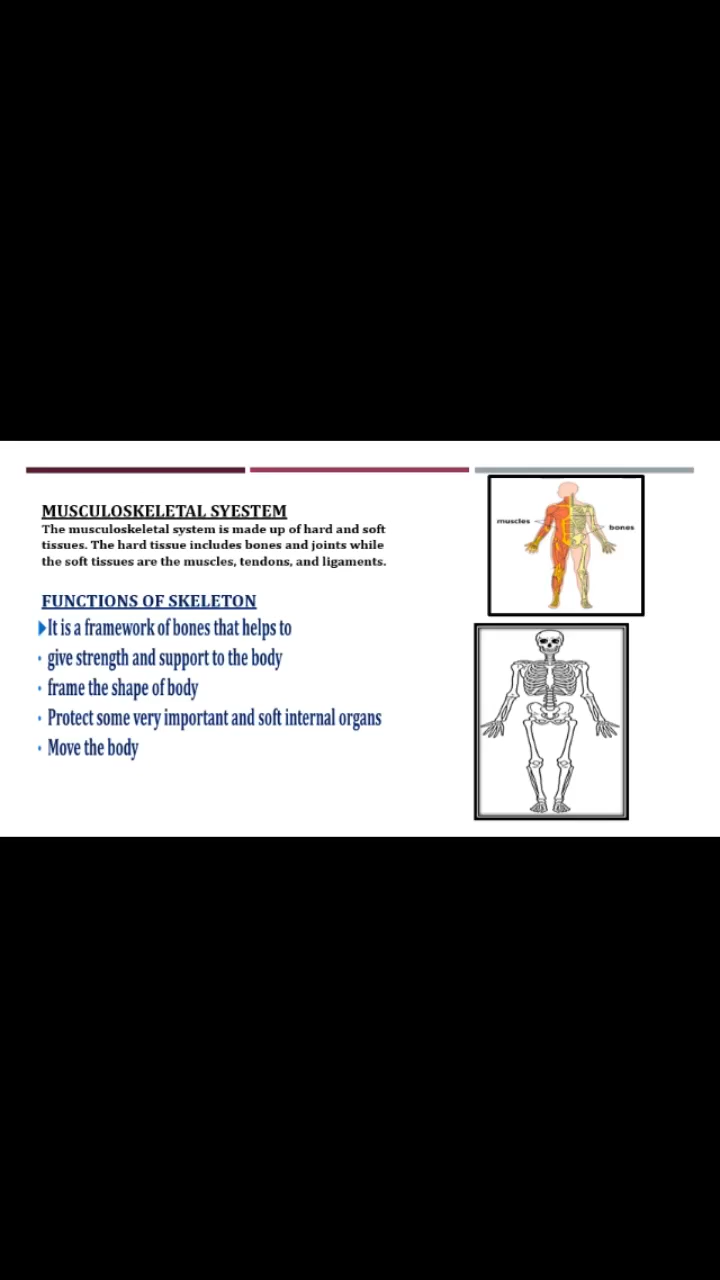 MUSCULOSKELETAL SYESTEM
The musculoskeletal system is made up of hard and soft
tissues. The hard tissue includes bones and joints while
the soft tissues are the muscles, tendons, and ligaments.
FUNCTIONS OF SKELETON
It is a framework of bones that helps to
• give strength and support to the body
• frame the shape of body
• Protect some very important and soft internal organs
• Move the body
muscles
bones